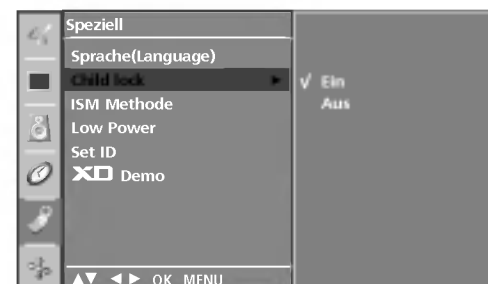 Speziell
Sprache(Language)
Child lock
√ Ein
Aus
ISM Methode
Low Power
Set ID
XD Demo
OK MENU